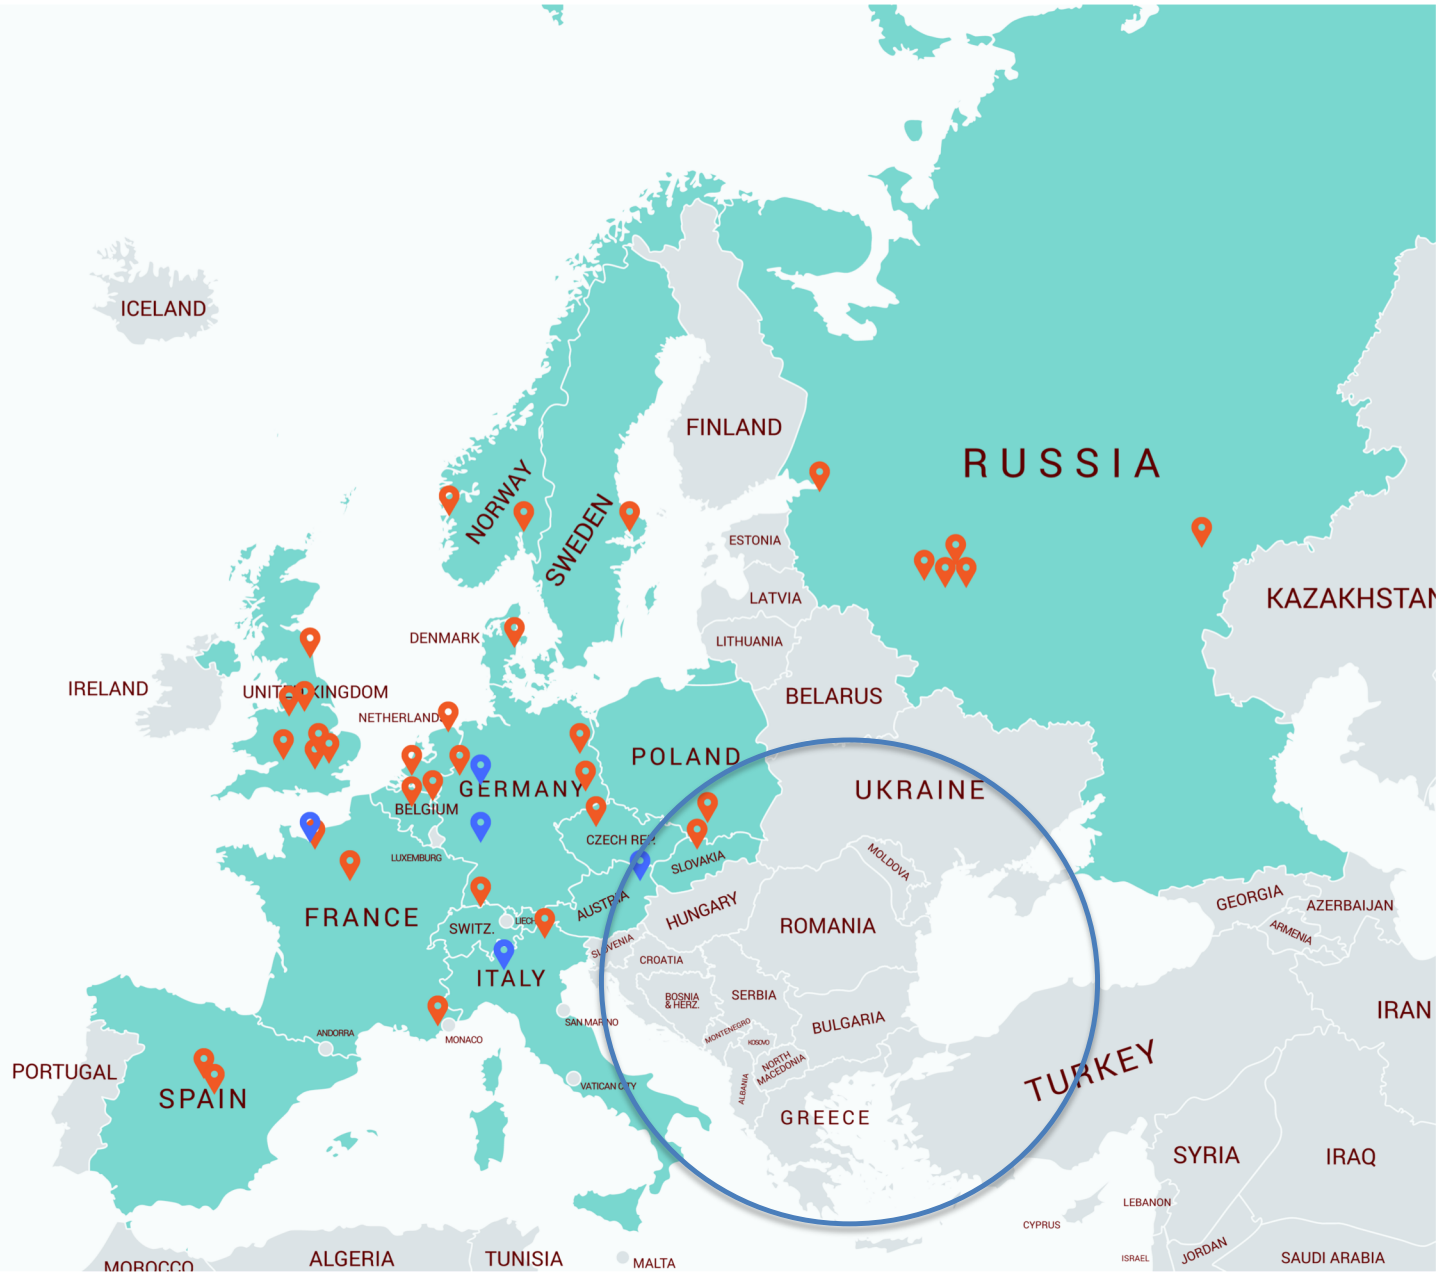 ICELAND
FINLAND
RUSSIA
NORWAY
SWEDEN
ESTONIA
LATVIA
KAZAKHSTAN
LITHUANIA
DENMARK
IRELAND
UNITED KINGDOM
BELARUS
NETHERLANDS
POLAND
GERMANY
UKRAINE
BELGIUM
CZECH REP.
LUXEMBURG
SLOVAKIA
MOLDOVA
AUSTRIA
HUNGARY
GEORGIA
AZERBAIJAN
FRANCE
SWITZ.
LIECH
ROMANIA
ARMENIA
SLOVENIA
CROATIA
ITALY
BOSNIA
& HERZ.
SERBIA
IRAN
SAN MARINO
BULGARIA
MONTENEGRO
KOSOVO
ANDORRA
MONACO
NORTH
MACEDONIA
PORTUGAL
TURKEY
VATICAN CITY
ALBANIA
SPAIN
GREECE
SYRIA
IRAQ
LEBANON
CYPRUS
ALGERIA
TUNISIA
MALTA
ISRAEL
JORDAN
SAUDI ARABIA
MOROCCO